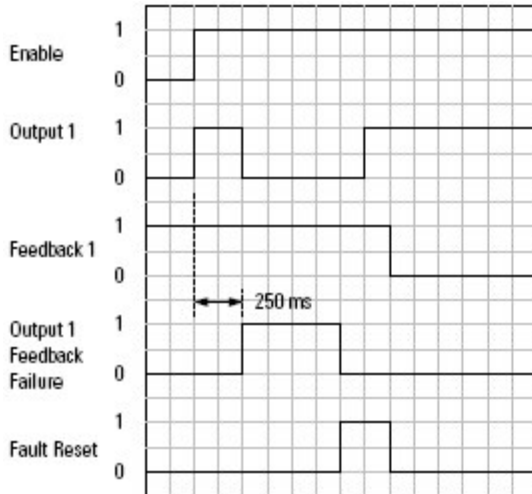 1
Enable
0
1
Output 1
0
1
Feedback 1
0
250 ms
Output 1
1
Feedback
Failure
0
1
Fault Reset
0